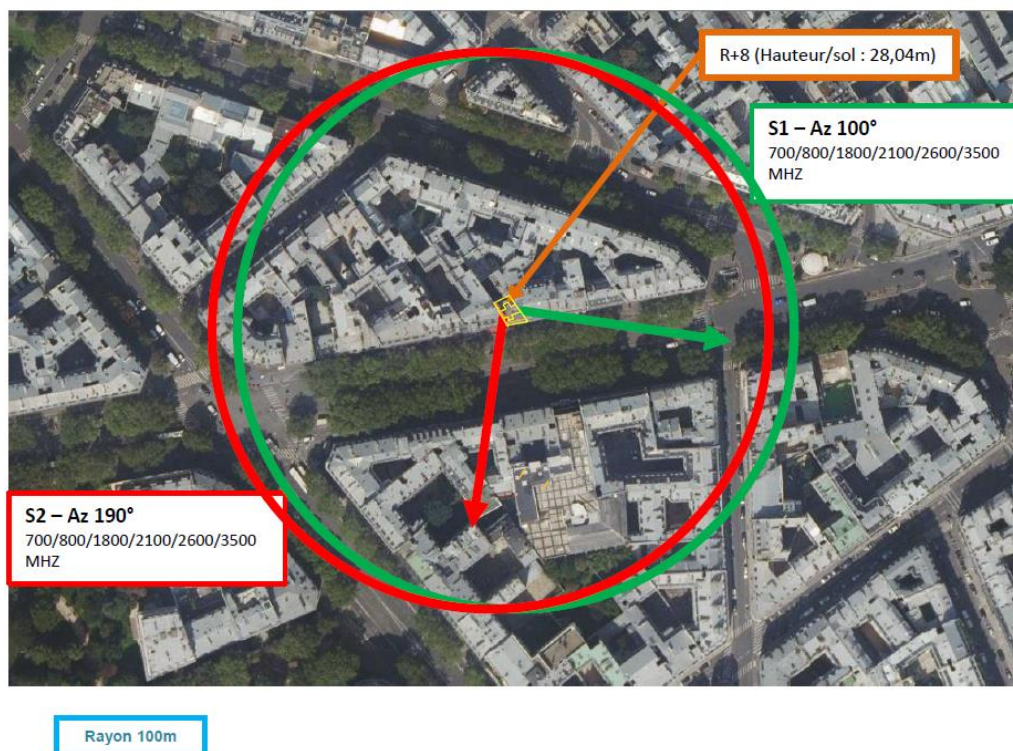 R+8 (Hauteur/sol : 28,04m)
S1 – Az 100°
700/800/1800/2100/2600/3500
MHZ
S2 – Az 190°
700/800/1800/2100/2600/3500
MHZ
Rayon 100m